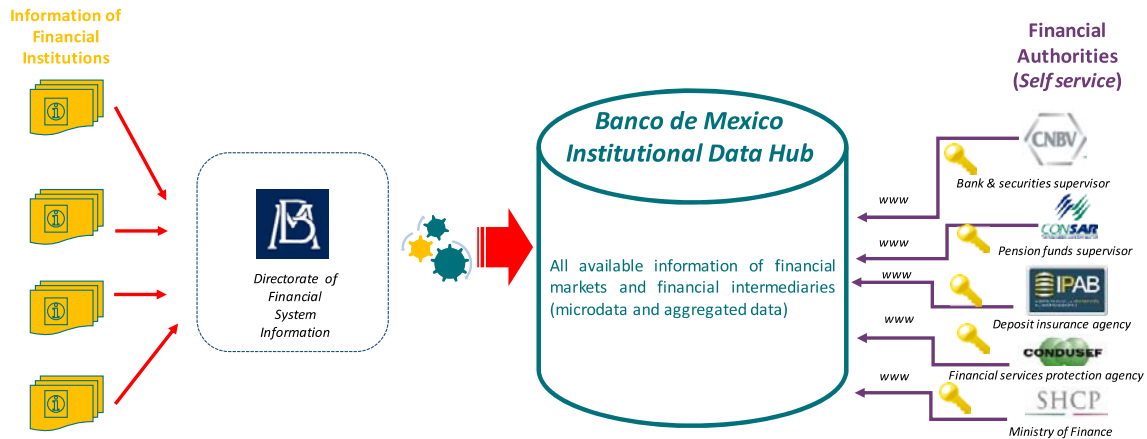 Information of
Financial
Institutions
Directorate of
Financial
System
Information
Banco de Mexico
Institutional Data Hub
All available information of financial
markets and financial intermediaries
(microdata and aggregated data)
Financial
Authorities
(Self service)
CNBV
Bank & securities supervisor
www
CONSAR
Pension funds supervisor
www
IPAB
Deposit insurance agency
www
CONDUSEF
Financial services protection agency
www
SHCP
Ministry of Finance
www